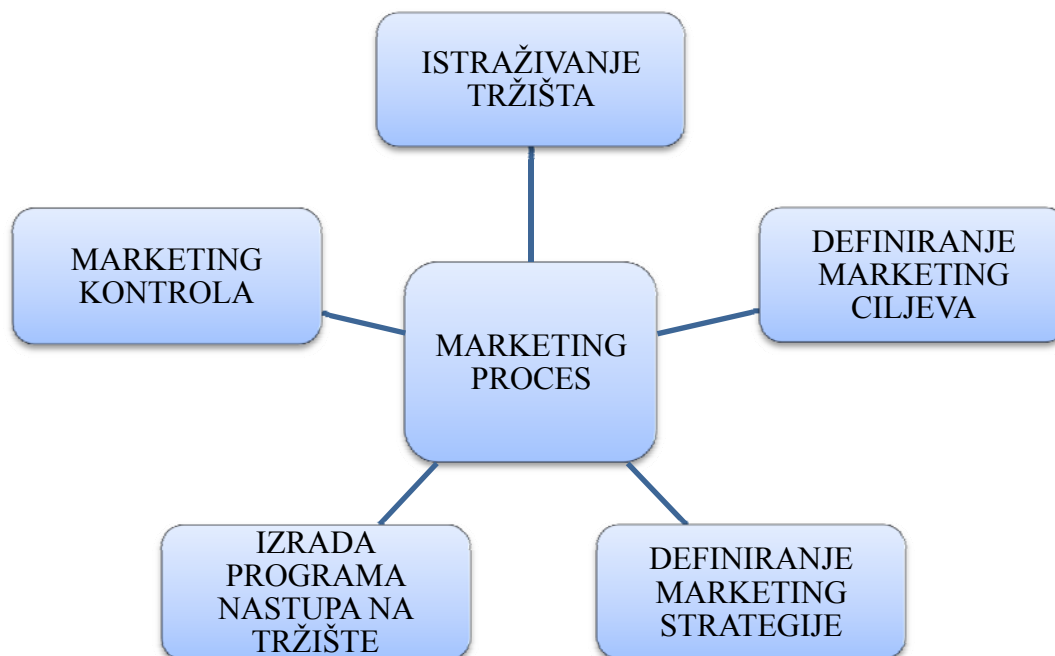 ISTRAŽIVANJE
TRŽIŠTA
DEFINIRANJE
MARKETING
CILJEVA
MARKETING
KONTROLA
MARKETING
PROCES
IZRADA
PROGRAMA
NASTUPA NA
TRŽIŠTE
DEFINIRANJE
MARKETING
STRATEGIJE